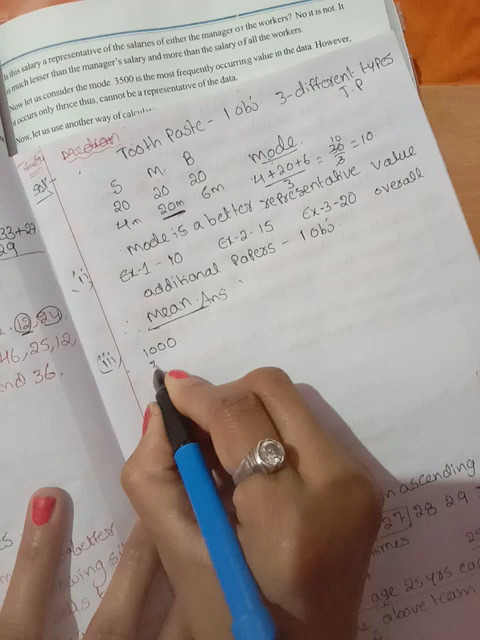 Is this salary a representative of the salaries of either the manager or the workers? No it is not. It
is much lesser than the manager's salary and more than the salary of all the workers.
Now let us consider the mode. 3500 is the most frequently occurring value in the data. However,
it occurs only thrice thus, cannot be a representative of the data.
Now, let us use another way of
median
Tooth Paste - 1 obs. 3-different types
T.P
S M B Mode
20 20 20 4+20+6 = 30 = 10
3 3 10
4m 20m 6m
Mode is a better representative value
(ii) Ex-1-10 Ex-2-15 Ex-3-20 overall
additional Papers - 1 obs.
Mean. Ans
(iii) 1000
33+27
29
12, 24
46, 25, 12
and 36.
ascending
27 28 29
age 25 yrs
above team
better